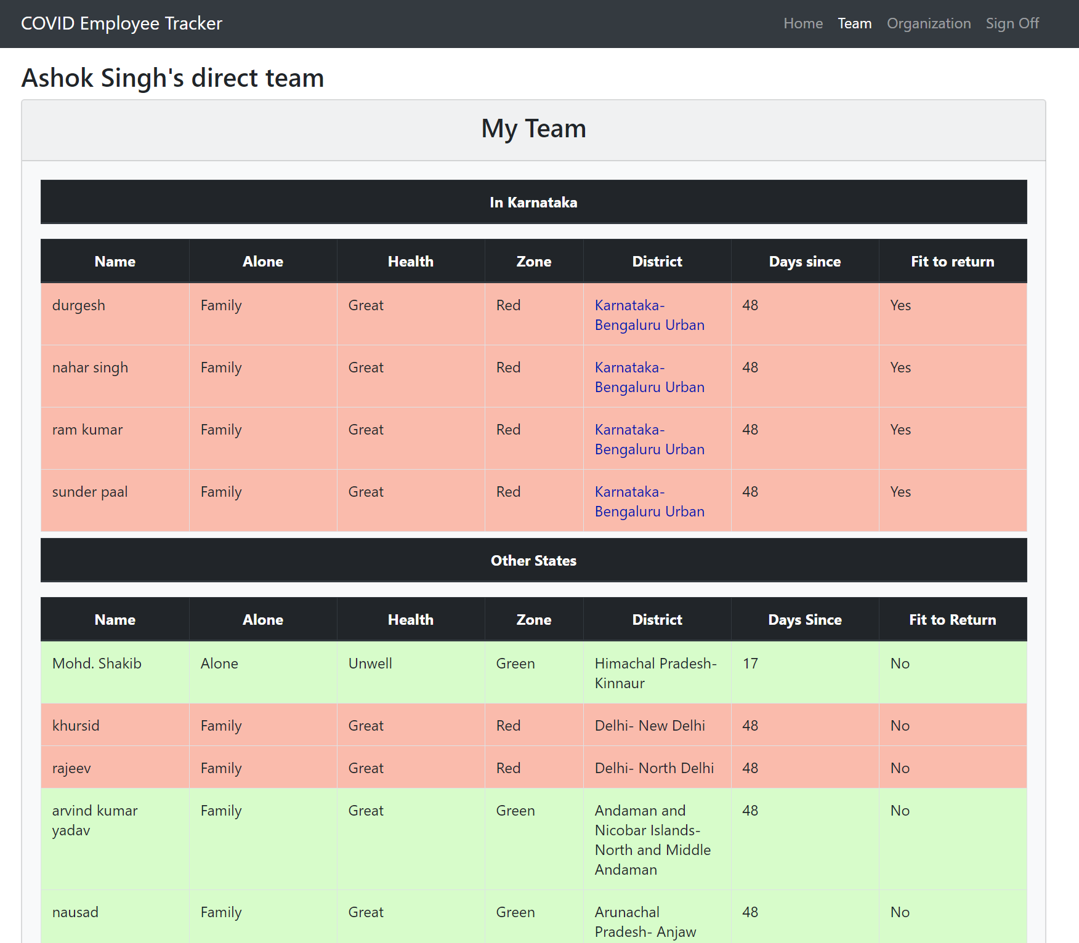 COVID Employee Tracker Home Team Organization Sign Off
Ashok Singh's direct team
My Team
In Karnataka
Name Alone Health Zone District Days since Fit to return
durgesh Family Great Red Karnataka- 48 Yes
Bengaluru Urban
nahar singh Family Great Red Karnataka- 48 Yes
Bengaluru Urban
ram kumar Family Great Red Karnataka- 48 Yes
Bengaluru Urban
sunder paal Family Great Red Karnataka- 48 Yes
Bengaluru Urban
Other States
Name Alone Health Zone District Days Since Fit to Return
Mohd. Shakib Alone Unwell Green Himachal Pradesh- 17 No
Kinnaur
khursid Family Great Red Delhi- New Delhi 48 No
rajeev Family Great Red Delhi- North Delhi 48 No
arvind kumar Family Great Green Andaman and 48 No
yadav Nicobar Islands-
North and Middle
Andaman
nausad Family Great Green Arunachal 48 No
Pradesh- Anjaw